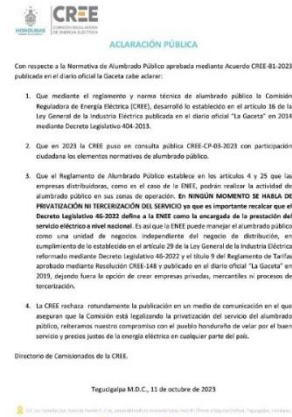 HONDURAS
CREE
COMISIÓN REGULADORA
DE ENERGÍA ELÉCTRICA
ACLARACIÓN PÚBLICA
Con respecto a la Normativa de Alumbrado Público aprobada mediante Acuerdo CREE-81-2023
publicada en el diario oficial la Gaceta cabe aclarar:
1. Que mediante el reglamento y norma técnica de alumbrado público la Comisión
Reguladora de Energía Eléctrica (CREE), desarrolló lo establecido en el artículo 16 de la
Ley General de la Industria Eléctrica publicada en el diario oficial "La Gaceta" en 2014
mediante Decreto Legislativo 404-2013.
2. Que en 2023 la CREE puso en consulta pública CREE-CP-03-2023 con participación
ciudadana los elementos normativos de alumbrado público.
3. Que el Reglamento de Alumbrado Público establece en los artículos 4 y 25 que las
empresas distribuidoras, como es el caso de la ENEE, podrán realizar la actividad de
alumbrado público en sus zonas de operación. En NINGÚN MOMENTO SE HABLA DE
PRIVATIZACIÓN NI TERCERIZACIÓN DEL SERVICIO ya que es importante recalcar que el
Decreto Legislativo 46-2022 define a la ENEE como la encargada de la prestación del
servicio eléctrico a nivel nacional. Es así que la ENEE puede manejar el alumbrado público
como una unidad de negocios independiente del negocio de distribución, en
cumplimiento de lo establecido en el artículo 29 de la Ley General de la Industria Eléctrica
reformado mediante Decreto Legislativo 46-2022 y el título 9 del Reglamento de Tarifas
aprobado mediante Resolución CREE-148 y publicado en el diario oficial "La Gaceta" en
2019, dejando fuera la opción de crear empresas privadas, mercantiles ni procesos de
tercerización.
4. La CREE rechaza rotundamente la publicación en un medio de comunicación en el que
aseguran que la Comisión está legalizando la privatización del servicio del alumbrado
público, reiteramos nuestro compromiso con el pueblo hondureño de velar por el buen
servicio y precios justos de la energía eléctrica en cualquier parte del país.
Directorio de Comisionados de la CREE.
Tegucigalpa M.D.C., 11 de octubre de 2023